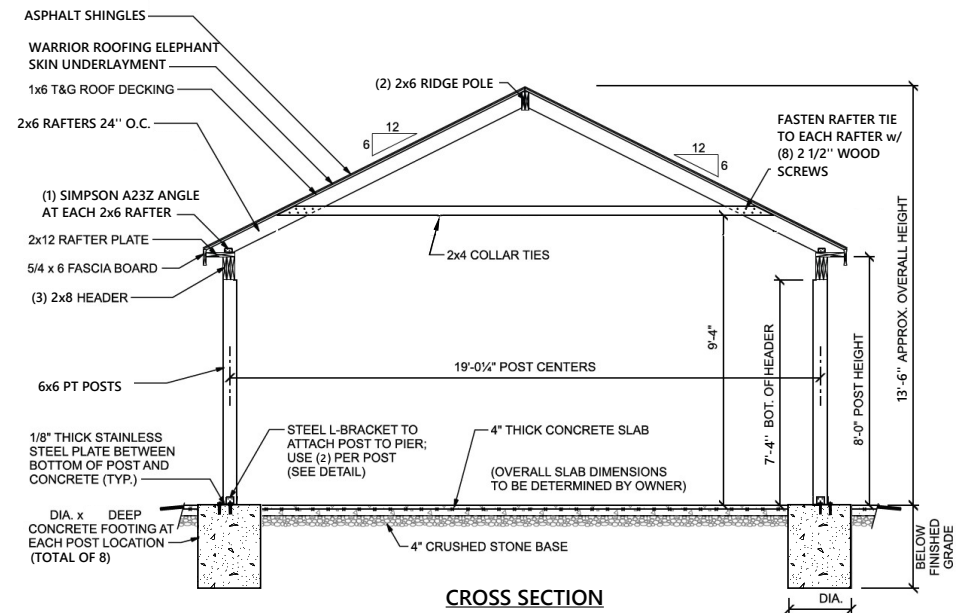 ASPHALT SHINGLES
WARRIOR ROOFING ELEPHANT
SKIN UNDERLAYMENT
1x6 T&G ROOF DECKING
2x6 RAFTERS 24'' O.C.
(1) SIMPSON A23Z ANGLE
AT EACH 2x6 RAFTER
2x12 RAFTER PLATE
5/4 x 6 FASCIA BOARD
(3) 2x8 HEADER
6x6 PT POSTS
1/8" THICK STAINLESS
STEEL PLATE BETWEEN
BOTTOM OF POST AND
CONCRETE (TYP.)
DIA. x DEEP
CONCRETE FOOTING AT
EACH POST LOCATION
(TOTAL OF 8)
(2) 2x6 RIDGE POLE
12
6
12
6
FASTEN RAFTER TIE
TO EACH RAFTER w/
(8) 2 1/2'' WOOD
SCREWS
2x4 COLLAR TIES
19'-0¼" POST CENTERS
9'-4"
7'-4" BOT. OF HEADER
8'-0" POST HEIGHT
13'-6" APPROX. OVERALL HEIGHT
STEEL L-BRACKET TO
ATTACH POST TO PIER;
USE (2) PER POST
(SEE DETAIL)
4" THICK CONCRETE SLAB
(OVERALL SLAB DIMENSIONS
TO BE DETERMINED BY OWNER)
4" CRUSHED STONE BASE
BELOW
FINISHED
GRADE
DIA.
CROSS SECTION